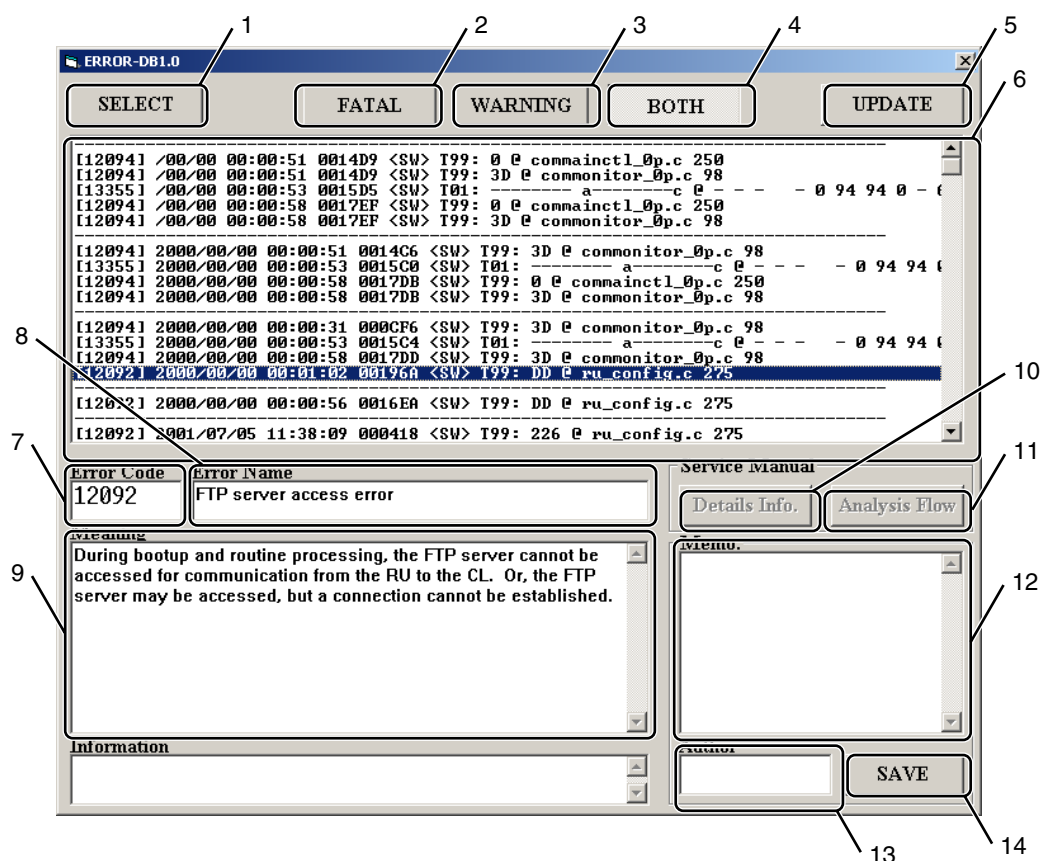 1 2 3 4 5
ERROR-DB1.0
SELECT FATAL WARNING BOTH UPDATE
6
[12094] /00/00 00:00:51 0014D9 <SW> T99: 0 @ commainctl_0p.c 250
[12094] /00/00 00:00:51 0014D9 <SW> T99: 3D @ commonitor_0p.c 98
[13355] /00/00 00:00:53 0015D5 <SW> T01: -------- a--------c @ - - - - 0 94 94 0 -
[12094] /00/00 00:00:58 0017EF <SW> T99: 0 @ commainctl_0p.c 250
[12094] /00/00 00:00:58 0017EF <SW> T99: 3D @ commonitor_0p.c 98
[12094] 2000/00/00 00:00:51 0014C6 <SW> T99: 3D @ commonitor_0p.c 98
[13355] 2000/00/00 00:00:53 0015C0 <SW> T01: -------- a--------c @ - - - - 0 94 94
[12094] 2000/00/00 00:00:58 0017DB <SW> T99: 0 @ commainctl_0p.c 250
[12094] 2000/00/00 00:00:58 0017DB <SW> T99: 3D @ commonitor_0p.c 98
[12094] 2000/00/00 00:00:31 000CF6 <SW> T99: 3D @ commonitor_0p.c 98
8
[13355] 2000/00/00 00:00:53 0015C4 <SW> T01: -------- a--------c @ - - - - 0 94 94
[12094] 2000/00/00 00:00:58 0017DD <SW> T99: 3D @ commonitor_0p.c 98
[12092] 2000/00/00 00:01:02 00196A <SW> T99: DD @ ru_config.c 275
10
[12092] 2000/00/00 00:00:56 0016EA <SW> T99: DD @ ru_config.c 275
[12092] 2001/07/05 11:38:09 000418 <SW> T99: 226 @ ru_config.c 275
7 11
Error Code Error Name Service Manual
12092 FTP server access error Details Info. Analysis Flow
Meaning Memo.
During bootup and routine processing, the FTP server cannot be
accessed for communication from the RU to the CL. Or, the FTP
server may be accessed, but a connection cannot be established.
9 12
Information Author
SAVE
13 14